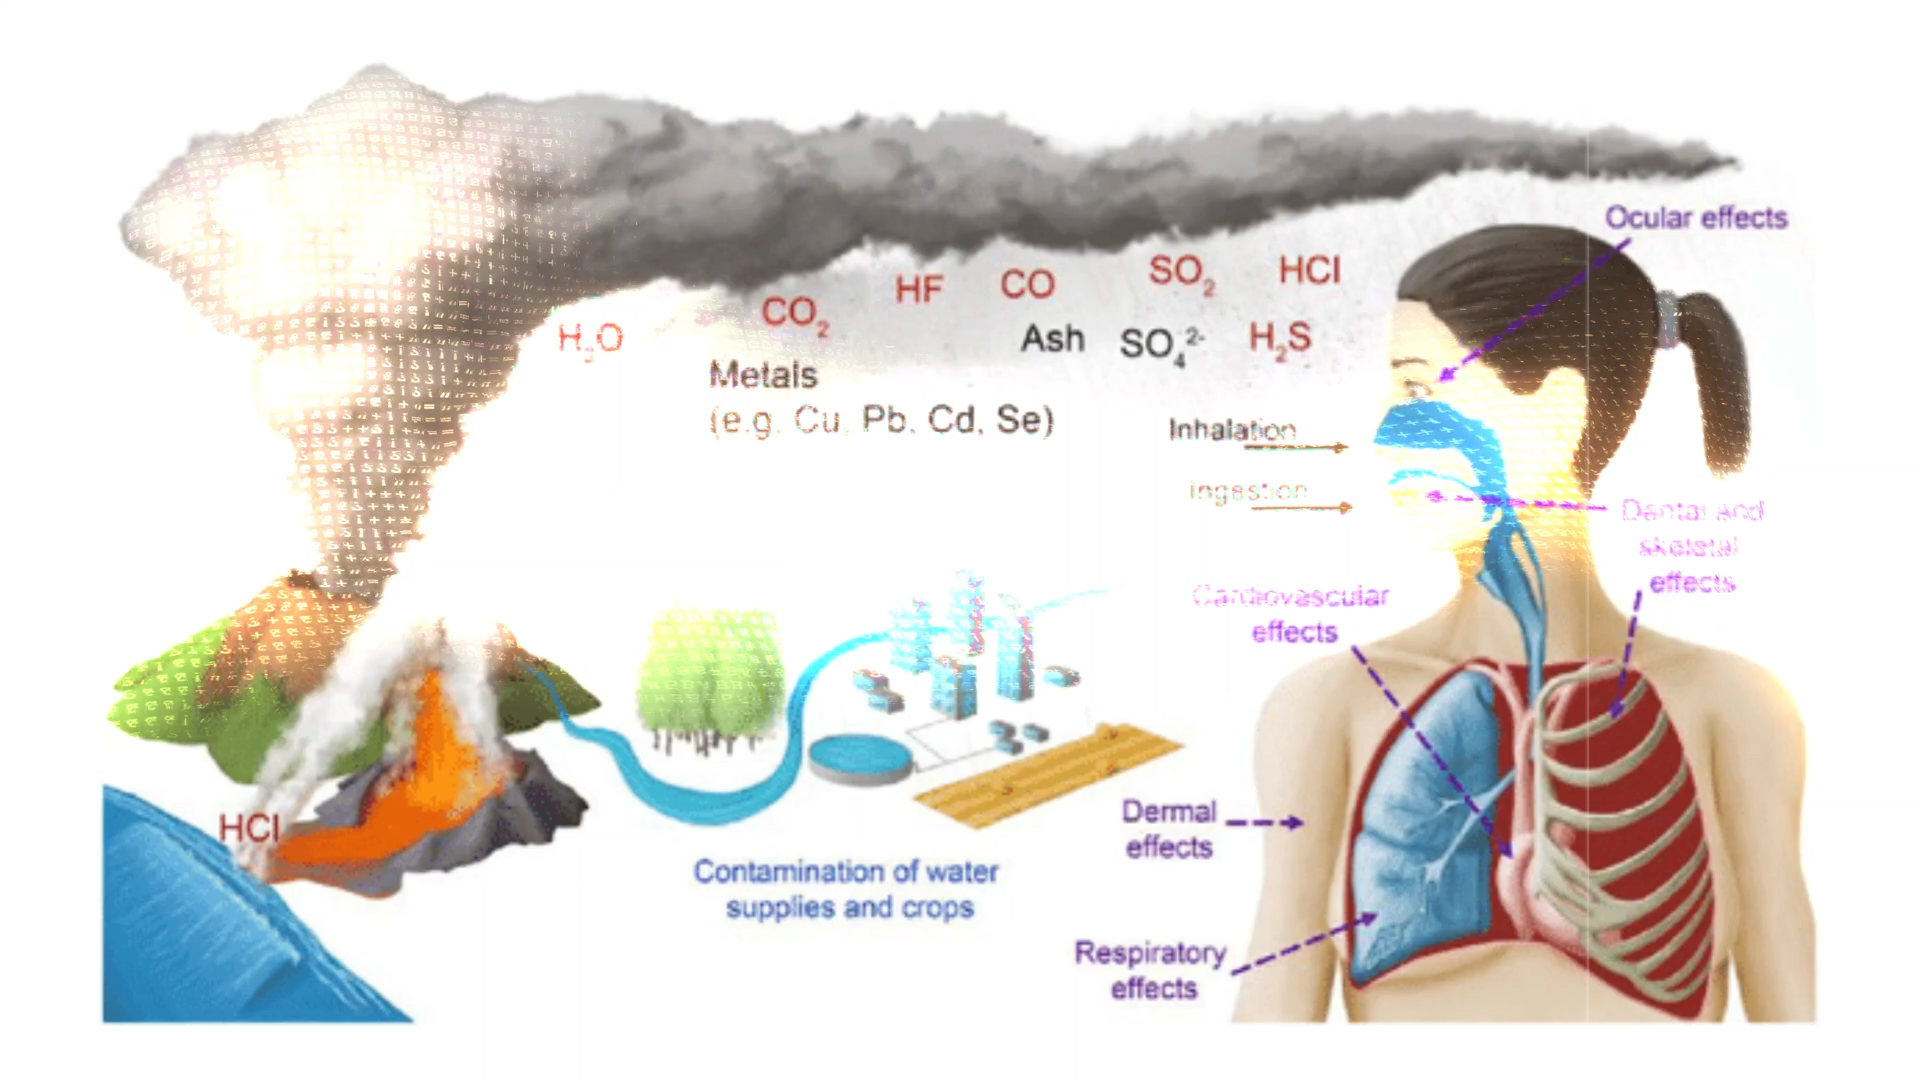 Ocular effects
H₂O
CO₂
HF
CO
SO₂
HCl
Ash
SO₄²⁻
H₂S
Metals
(e.g. Cu, Pb, Cd, Se)
Inhalation
ingestion
Dental and
skeletal
effects
Cardiovascular
effects
Dermal
effects
HCl
Contamination of water
supplies and crops
Respiratory
effects